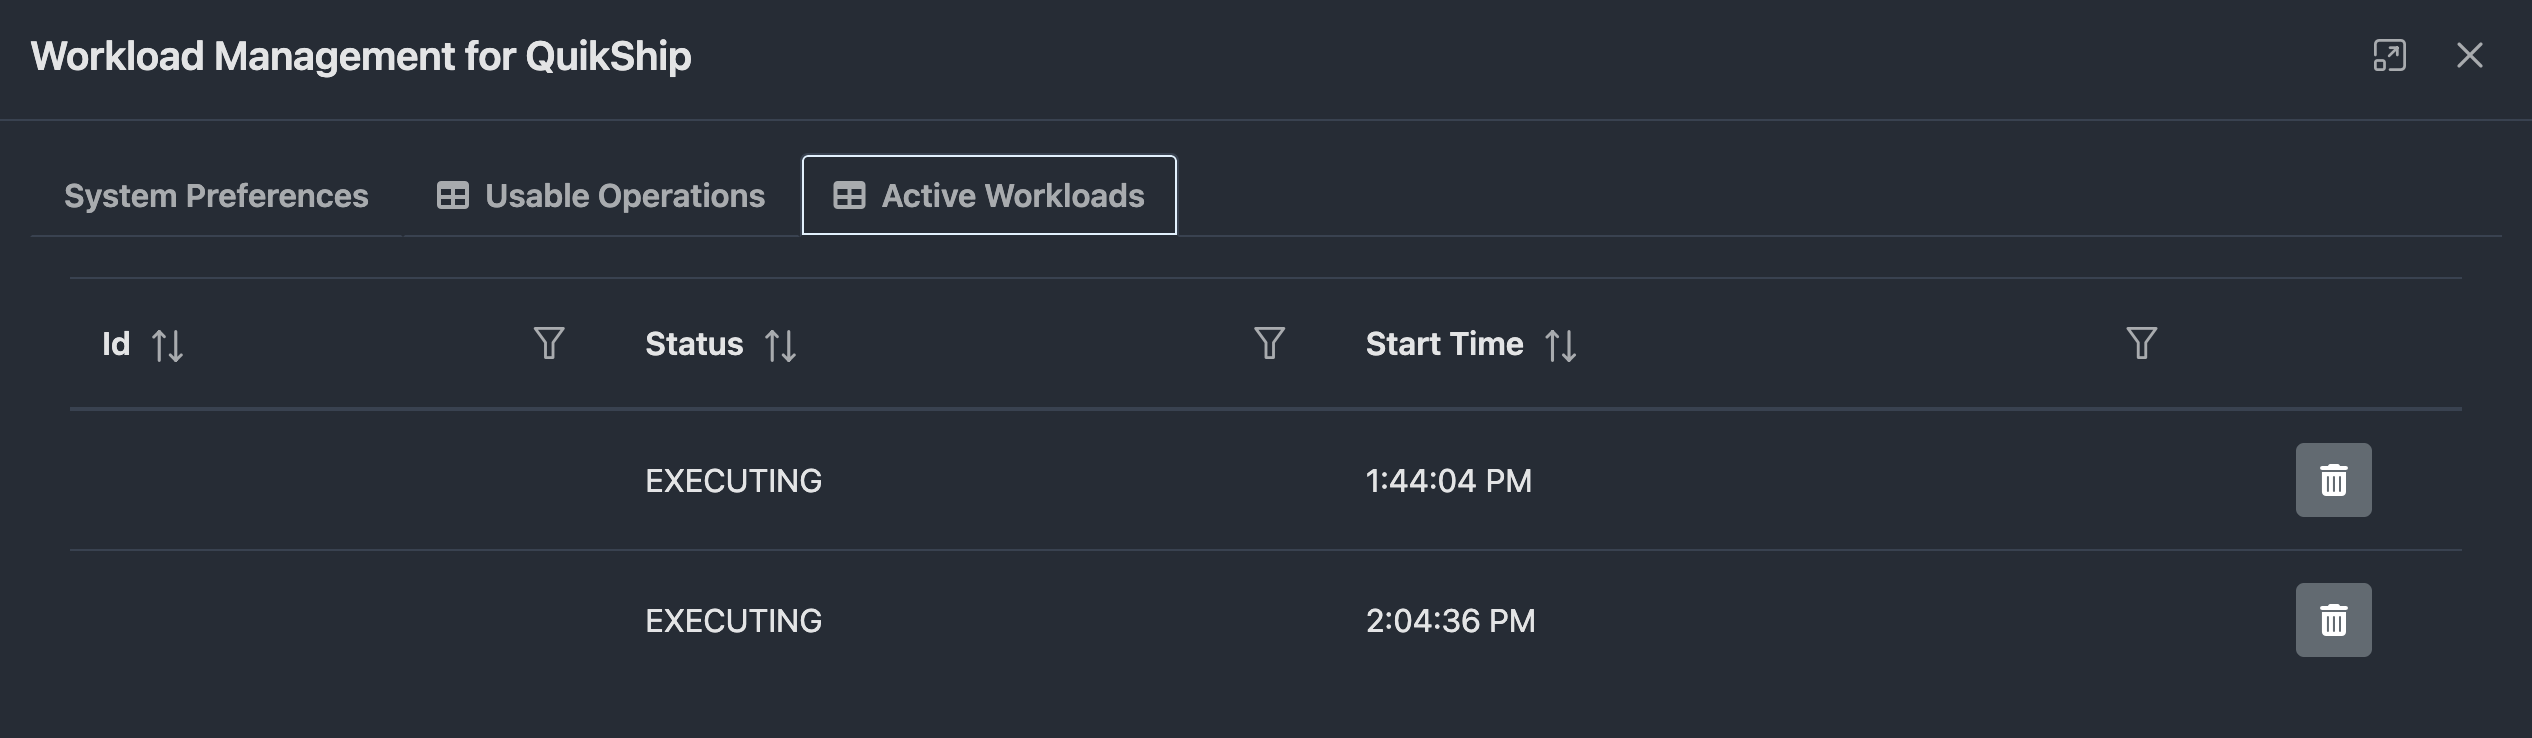 Workload Management for QuikShip
System Preferences Usable Operations Active Workloads
Id Status Start Time
EXECUTING 1:44:04 PM
EXECUTING 2:04:36 PM